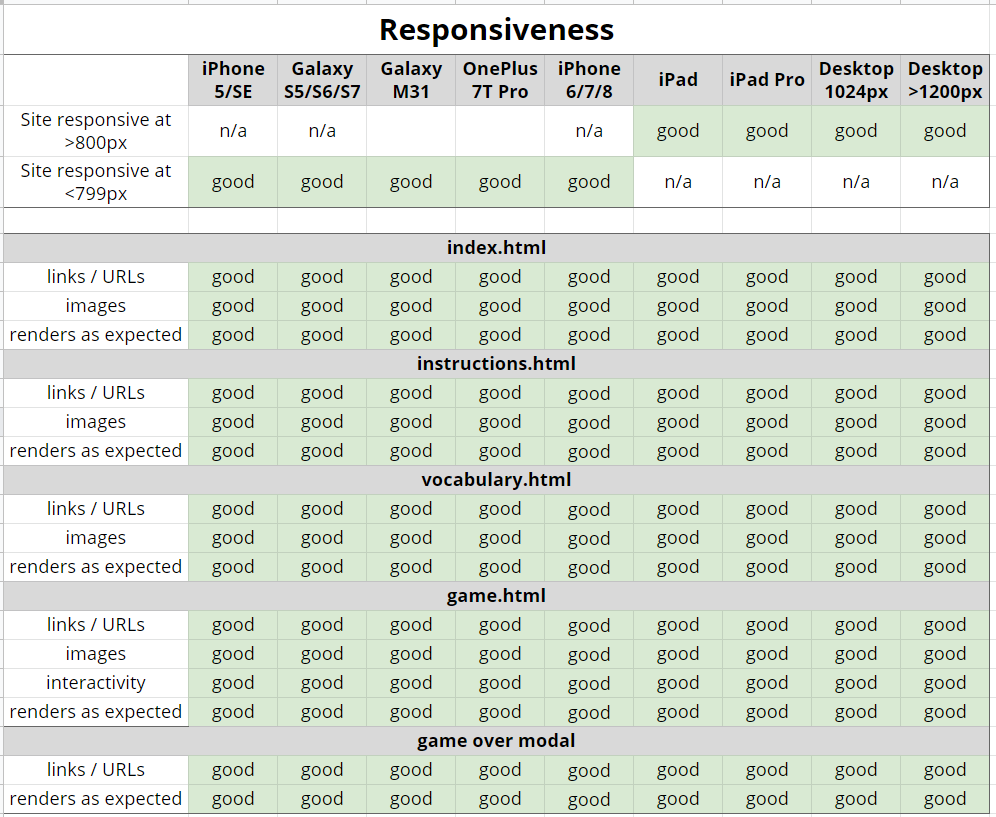 Responsiveness
iPhone 5/SE Galaxy S5/S6/S7 Galaxy M31 OnePlus 7T Pro iPhone 6/7/8 iPad iPad Pro Desktop 1024px Desktop >1200px
Site responsive at >800px n/a n/a n/a good good good good
Site responsive at <799px good good good good good n/a n/a n/a n/a
index.html
links / URLs good good good good good good good good good
images good good good good good good good good good
renders as expected good good good good good good good good good
instructions.html
links / URLs good good good good good good good good good
images good good good good good good good good good
renders as expected good good good good good good good good good
vocabulary.html
links / URLs good good good good good good good good good
images good good good good good good good good good
renders as expected good good good good good good good good good
game.html
links / URLs good good good good good good good good good
images good good good good good good good good good
interactivity good good good good good good good good good
renders as expected good good good good good good good good good
game over modal
links / URLs good good good good good good good good good
renders as expected good good good good good good good good good